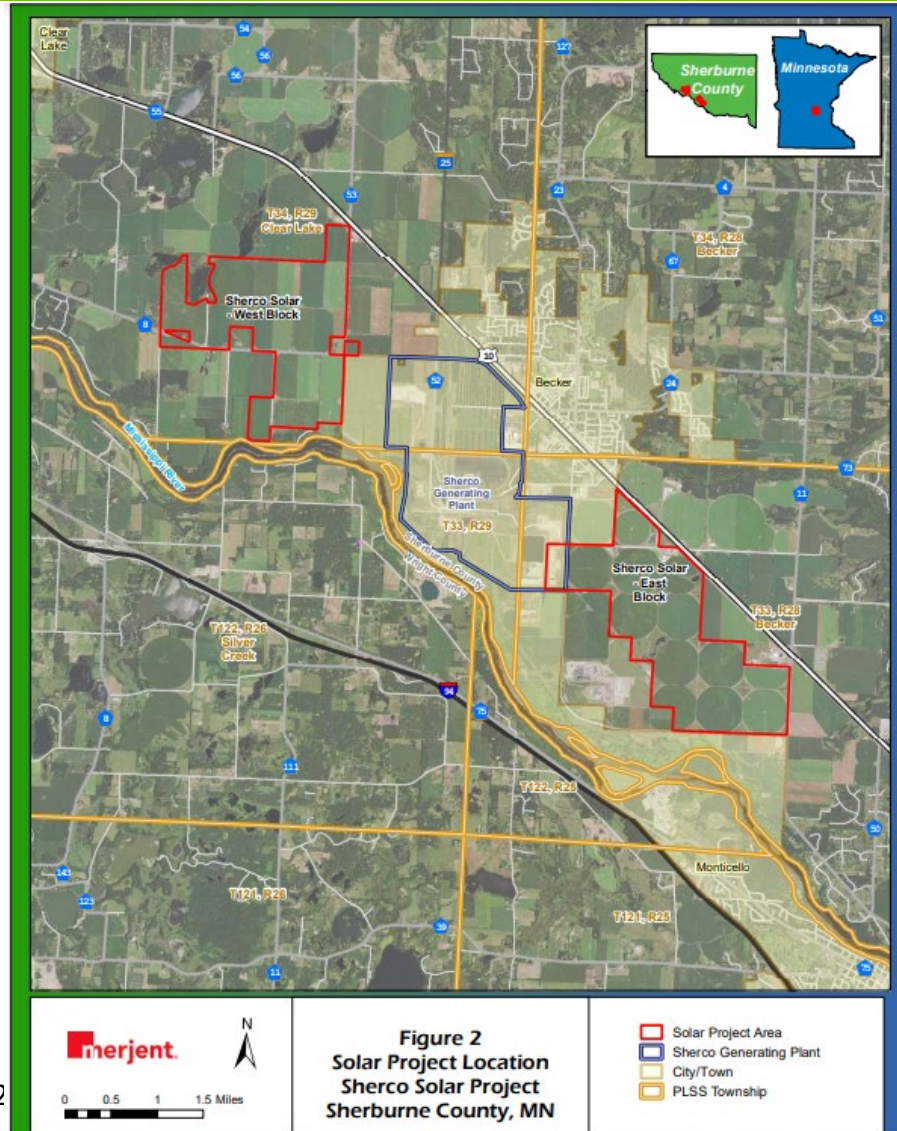 Clear
Lake
54
56
56
127
55
25
53
23
4
T34, R29
Clear Lake
T34, R28
Becker
67
Sherco Solar
- West Block
8
51
10
52
Becker
24
Mississippi River
73
11
Sherco
Generating
Plant
T33, R29
Sherburne County
Wright County
Sherco Solar
- East
Block
T33, R28
Becker
T122, R26
Silver
Creek
94
75
8
111
T122, R25
50
Monticello
143
123
T121, R26
T121, R25
39
11
75
Sherburne
County
Minnesota
merjent.
N
0 0.5 1 1.5 Miles
Figure 2
Solar Project Location
Sherco Solar Project
Sherburne County, MN
Solar Project Area
Sherco Generating Plant
City/Town
PLSS Township